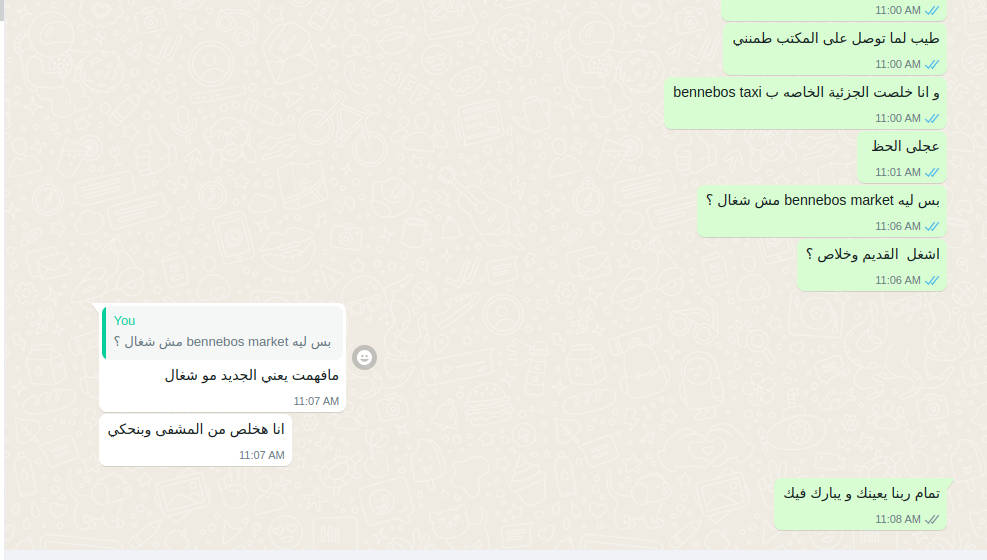 11:00 AM
طيب لما توصل على المكتب طمنني
11:00 AM
و انا خلصت الجزئية الخاصه ب bennebos taxi
11:00 AM
عجلى الحظ
11:01 AM
بس ليه bennebos market مش شغال ؟
11:06 AM
اشغل القديم وخلاص ؟
11:06 AM
You
بس ليه bennebos market مش شغال ؟
مافهمت يعني الجديد مو شغال
11:07 AM
انا هخلص من المشفى وبنحكي
11:07 AM
تمام ربنا يعينك و يبارك فيك
11:08 AM